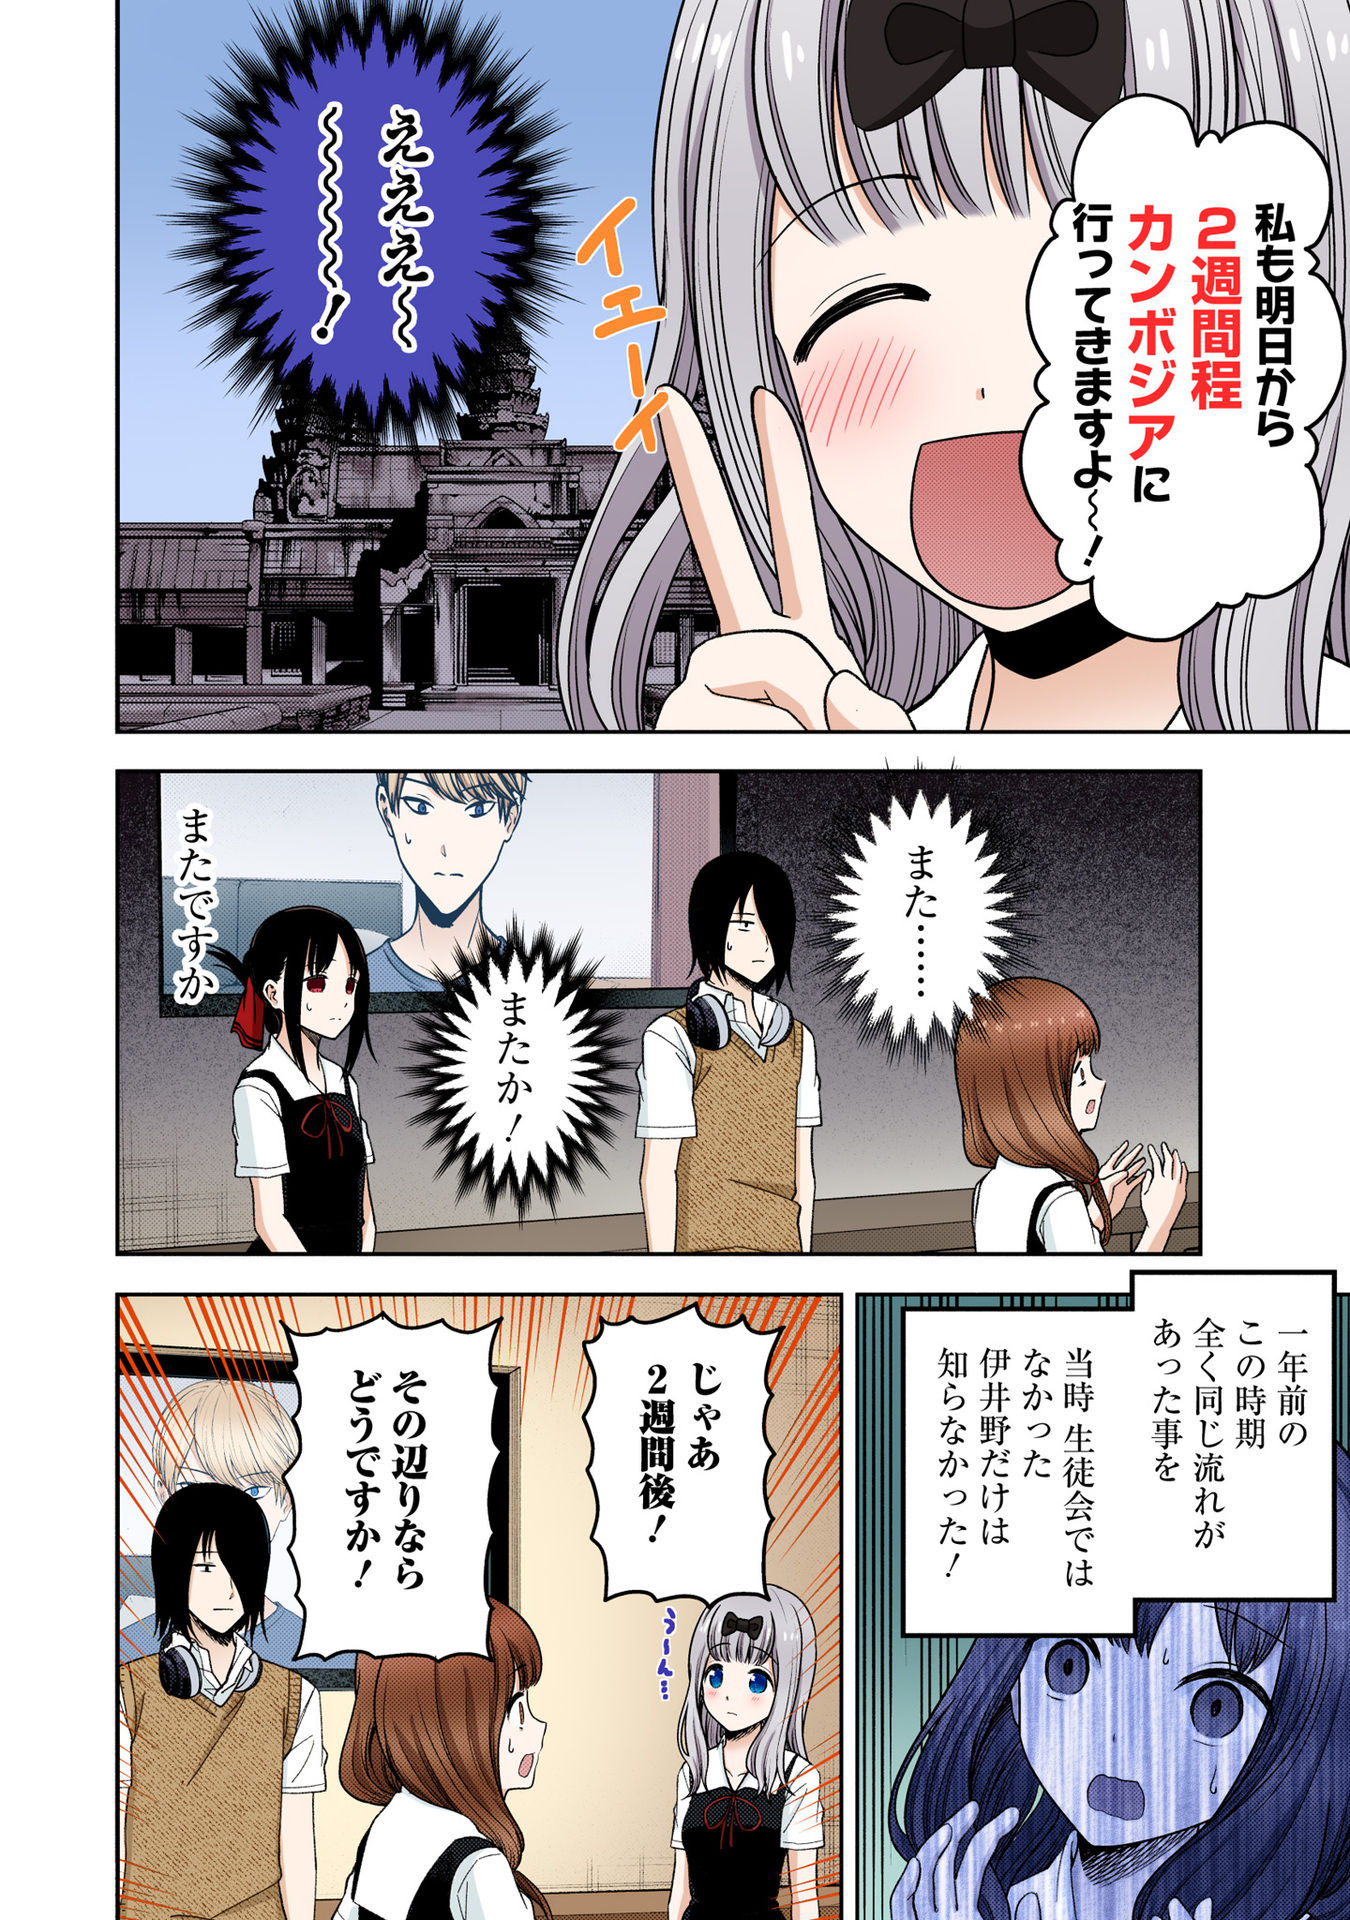 私も明日から
2週間程
カンボジアに
行ってきますよ～！
イェーイ
えええ～
～～～～！
また……
またか！
またですか
一年前の
この時期
全く同じ流れが
あった事を
当時 生徒会では
なかった
伊井野だけは
知らなかった！
じゃあ
2週間後！
うーん…
その辺りなら
どうですか！